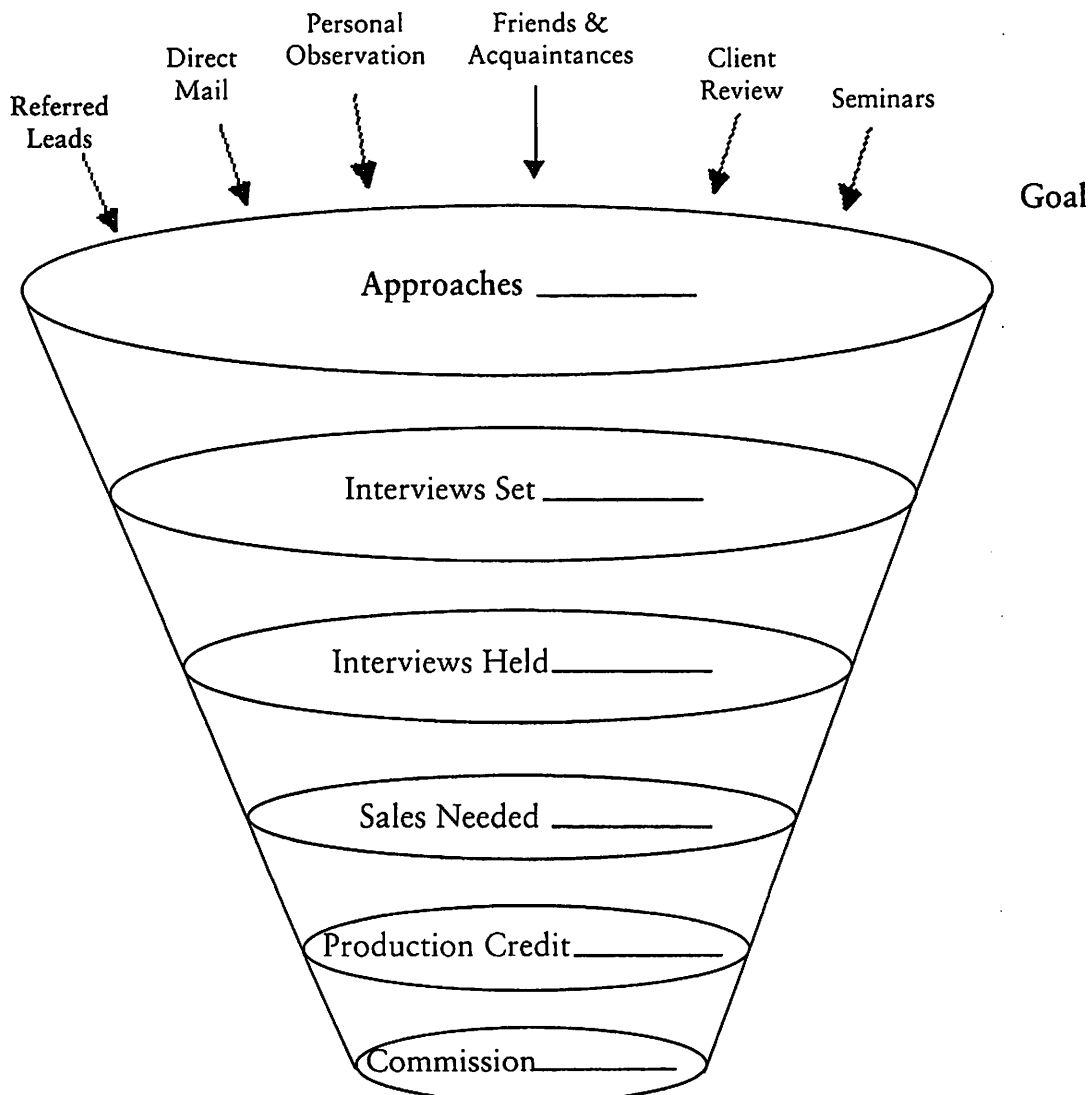 Referred
Leads
Direct
Mail
Personal
Observation
Friends &
Acquaintances
Client
Review
Seminars
Goal
Approaches
Interviews Set
Interviews Held
Sales Needed
Production Credit
Commission